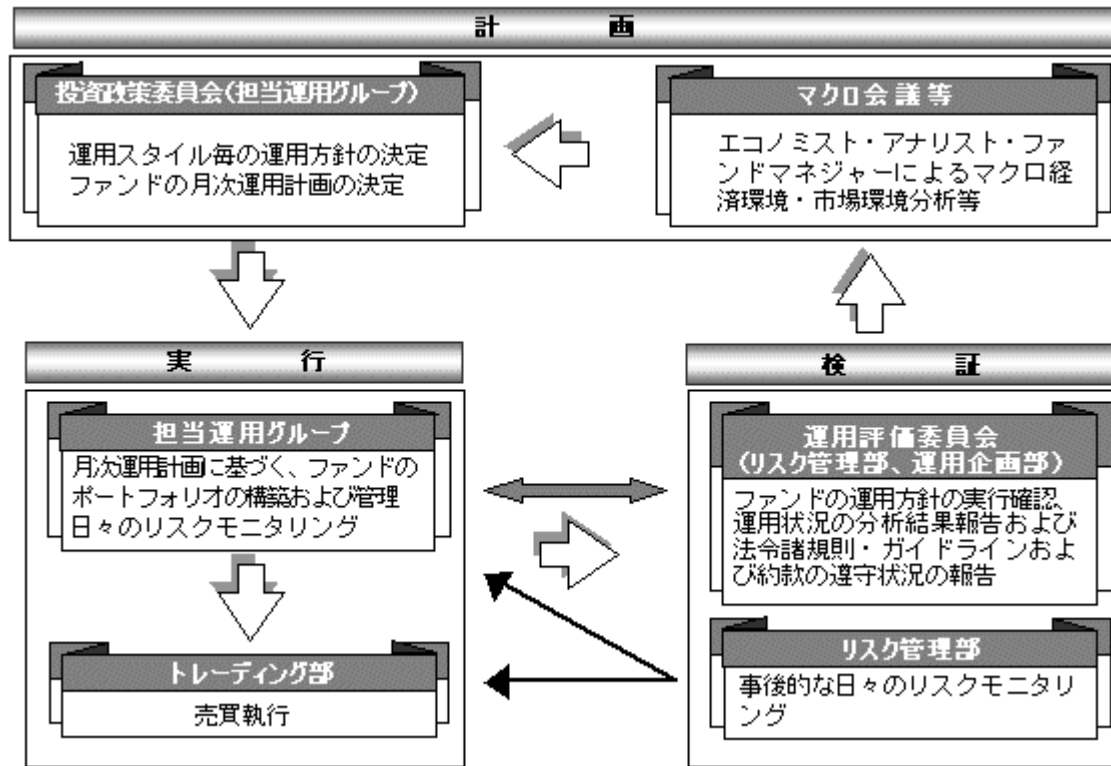 計画
投資政策委員会(担当運用グループ)
運用スタイル毎の運用方針の決定
ファンドの月次運用計画の決定
マクロ会議等
エコノミスト・アナリスト・ファ
ンドマネジャーによるマクロ経
済環境・市場環境分析等
実行
担当運用グループ
月次運用計画に基づく、ファンドの
ポートフォリオの構築および管理
日々のリスクモニタリング
トレーディング部
売買執行
検証
運用評価委員会
(リスク管理部、運用企画部)
ファンドの運用方針の実行確認、
運用状況の分析結果報告および
法令諸規則・ガイドラインおよ
び約款の遵守状況の報告
リスク管理部
事後的な日々のリスクモニタリ
ング